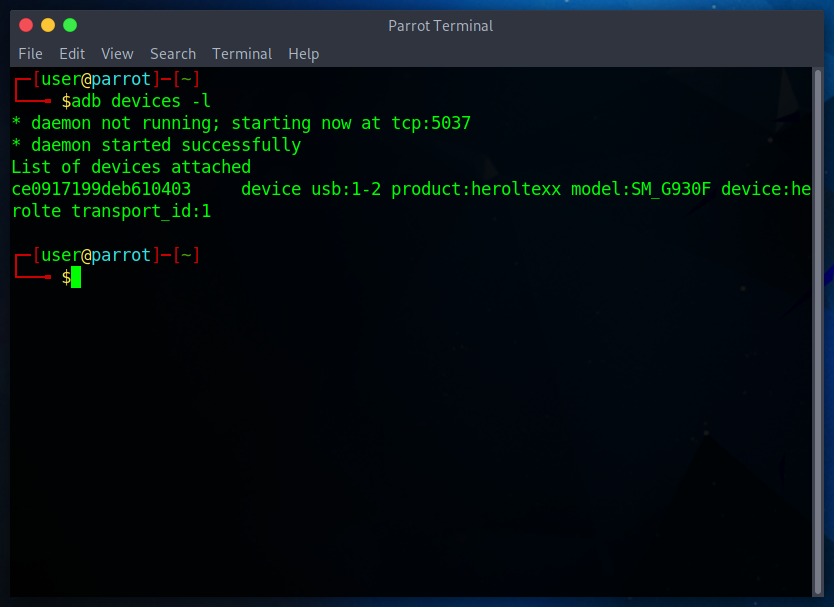 Parrot Terminal
File Edit View Search Terminal Help
┌─[user@parrot]─[~]
└──╼ $adb devices -l
* daemon not running; starting now at tcp:5037
* daemon started successfully
List of devices attached
ce0917199deb610403     device usb:1-2 product:heroltexx model:SM_G930F device:he
rolte transport_id:1
┌─[user@parrot]─[~]
└──╼ $